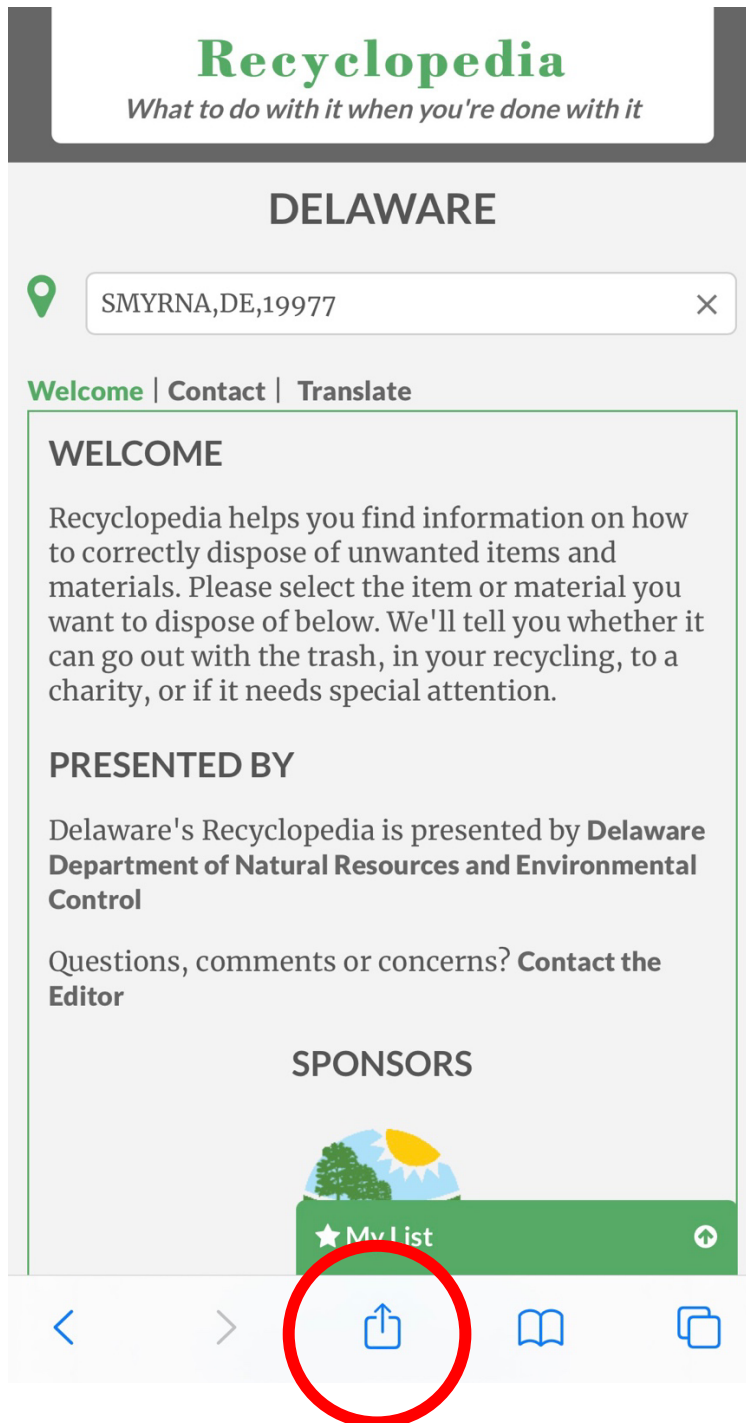 Recyclopedia
What to do with it when you're done with it
DELAWARE
SMYRNA,DE,19977
Welcome | Contact | Translate
WELCOME
Recyclopedia helps you find information on how
to correctly dispose of unwanted items and
materials. Please select the item or material you
want to dispose of below. We'll tell you whether it
can go out with the trash, in your recycling, to a
charity, or if it needs special attention.
PRESENTED BY
Delaware's Recyclopedia is presented by Delaware
Department of Natural Resources and Environmental
Control
Questions, comments or concerns? Contact the
Editor
SPONSORS
My List